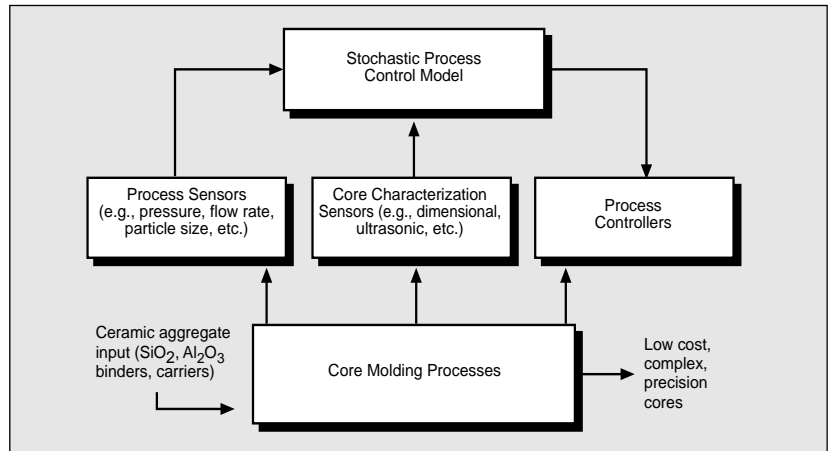 Stochastic Process
Control Model
Process Sensors
(e.g., pressure, flow rate,
particle size, etc.)
Core Characterization
Sensors (e.g., dimensional,
ultrasonic, etc.)
Process
Controllers
Ceramic aggregate
input (SiO₂, Al₂O₃
binders, carriers)
Core Molding Processes
Low cost,
complex,
precision
cores